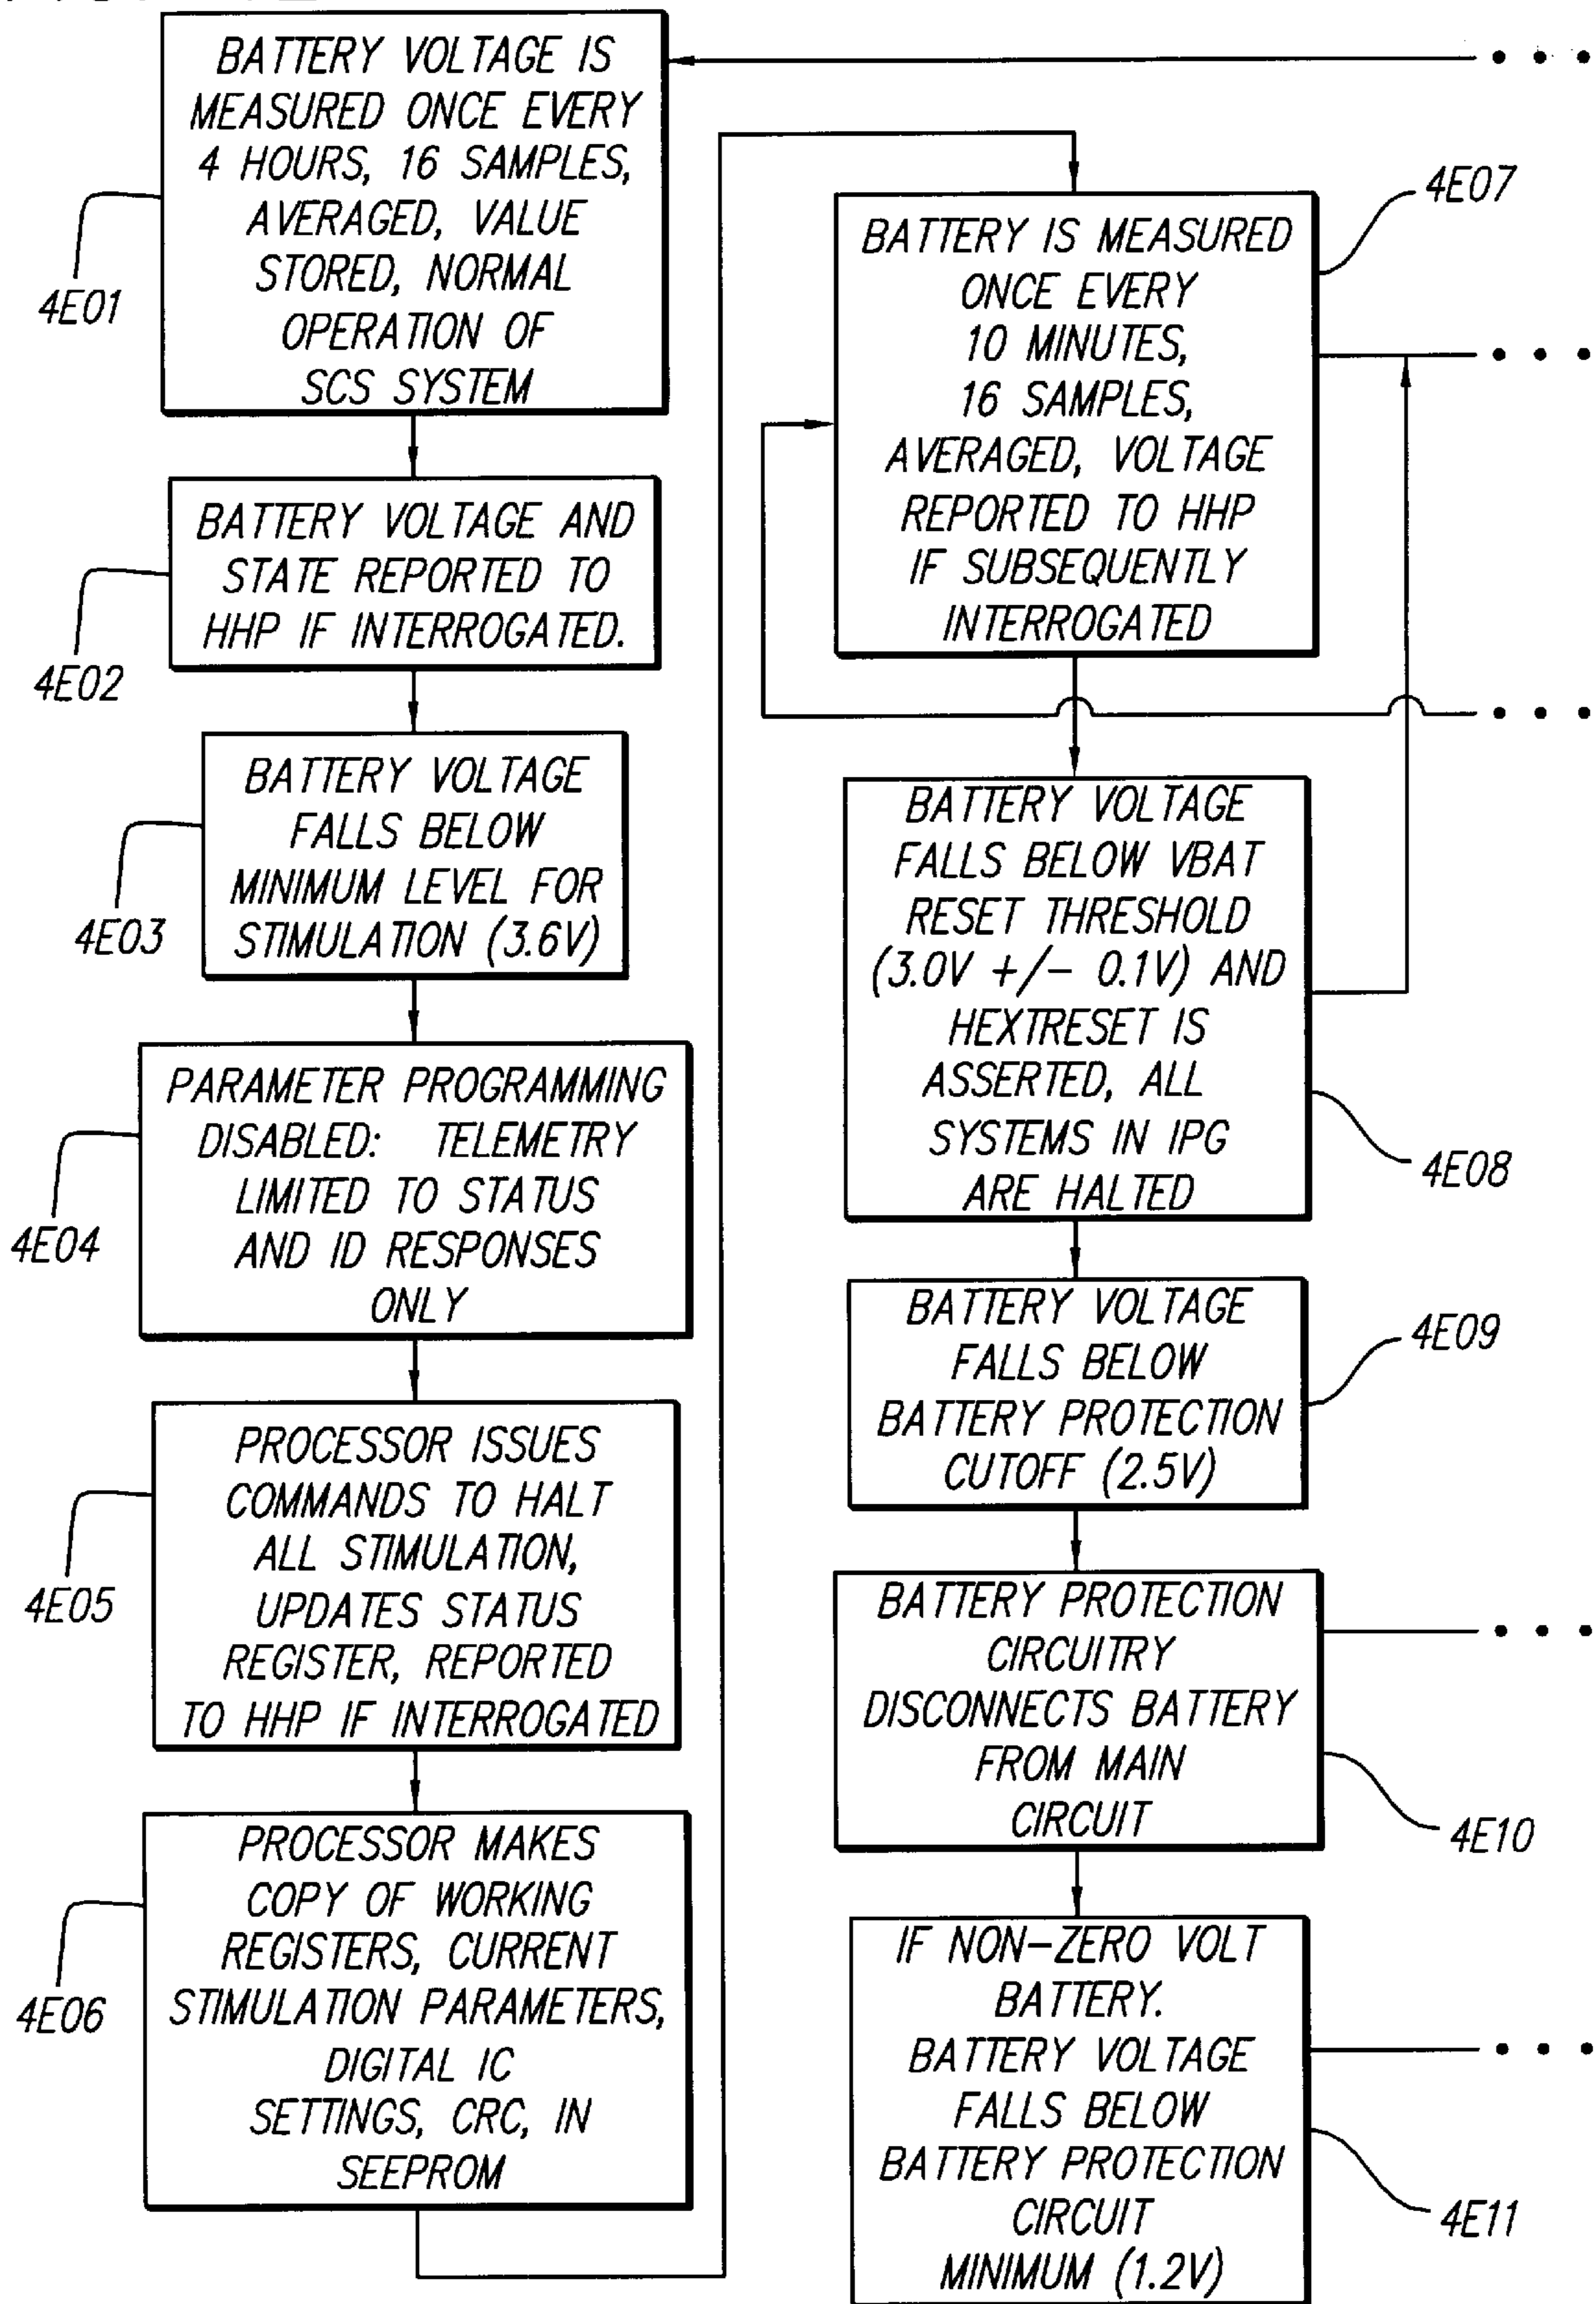 BATTERY VOLTAGE IS
MEASURED ONCE EVERY
4 HOURS, 16 SAMPLES,
AVERAGED, VALUE
STORED, NORMAL
OPERATION OF
SCS SYSTEM
4E01
BATTERY VOLTAGE AND
STATE REPORTED TO
HHP IF INTERROGATED.
4E02
BATTERY VOLTAGE
FALLS BELOW
MINIMUM LEVEL FOR
STIMULATION (3.6V)
4E03
PARAMETER PROGRAMMING
DISABLED: TELEMETRY
LIMITED TO STATUS
AND ID RESPONSES
ONLY
4E04
PROCESSOR ISSUES
COMMANDS TO HALT
ALL STIMULATION,
UPDATES STATUS
REGISTER, REPORTED
TO HHP IF INTERROGATED
4E05
PROCESSOR MAKES
COPY OF WORKING
REGISTERS, CURRENT
STIMULATION PARAMETERS,
DIGITAL IC
SETTINGS, CRC, IN
SEEPROM
4E06
BATTERY IS MEASURED
ONCE EVERY
10 MINUTES,
16 SAMPLES,
AVERAGED, VOLTAGE
REPORTED TO HHP
IF SUBSEQUENTLY
INTERROGATED
4E07
BATTERY VOLTAGE
FALLS BELOW VBAT
RESET THRESHOLD
(3.0V +/- 0.1V) AND
HEXTRESET IS
ASSERTED, ALL
SYSTEMS IN IPG
ARE HALTED
4E08
BATTERY VOLTAGE
FALLS BELOW
BATTERY PROTECTION
CUTOFF (2.5V)
4E09
BATTERY PROTECTION
CIRCUITRY
DISCONNECTS BATTERY
FROM MAIN
CIRCUIT
4E10
IF NON-ZERO VOLT
BATTERY.
BATTERY VOLTAGE
FALLS BELOW
BATTERY PROTECTION
CIRCUIT
MINIMUM (1.2V)
4E11